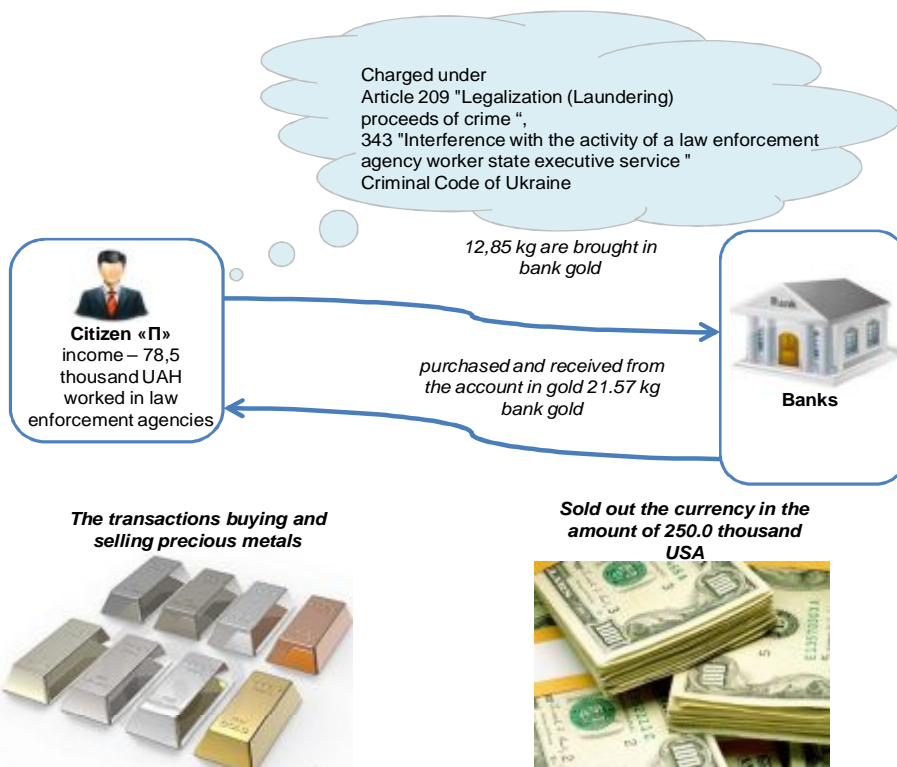 Charged under
Article 209 "Legalization (Laundering)
proceeds of crime “,
343 "Interference with the activity of a law enforcement
agency worker state executive service "
Criminal Code of Ukraine
12,85 kg are brought in
bank gold
Citizen «П»
income – 78,5
thousand UAH
worked in law
enforcement agencies
purchased and received from
the account in gold 21.57 kg
bank gold
Bank
Banks
The transactions buying and
selling precious metals
Sold out the currency in the
amount of 250.0 thousand
USA
100
100